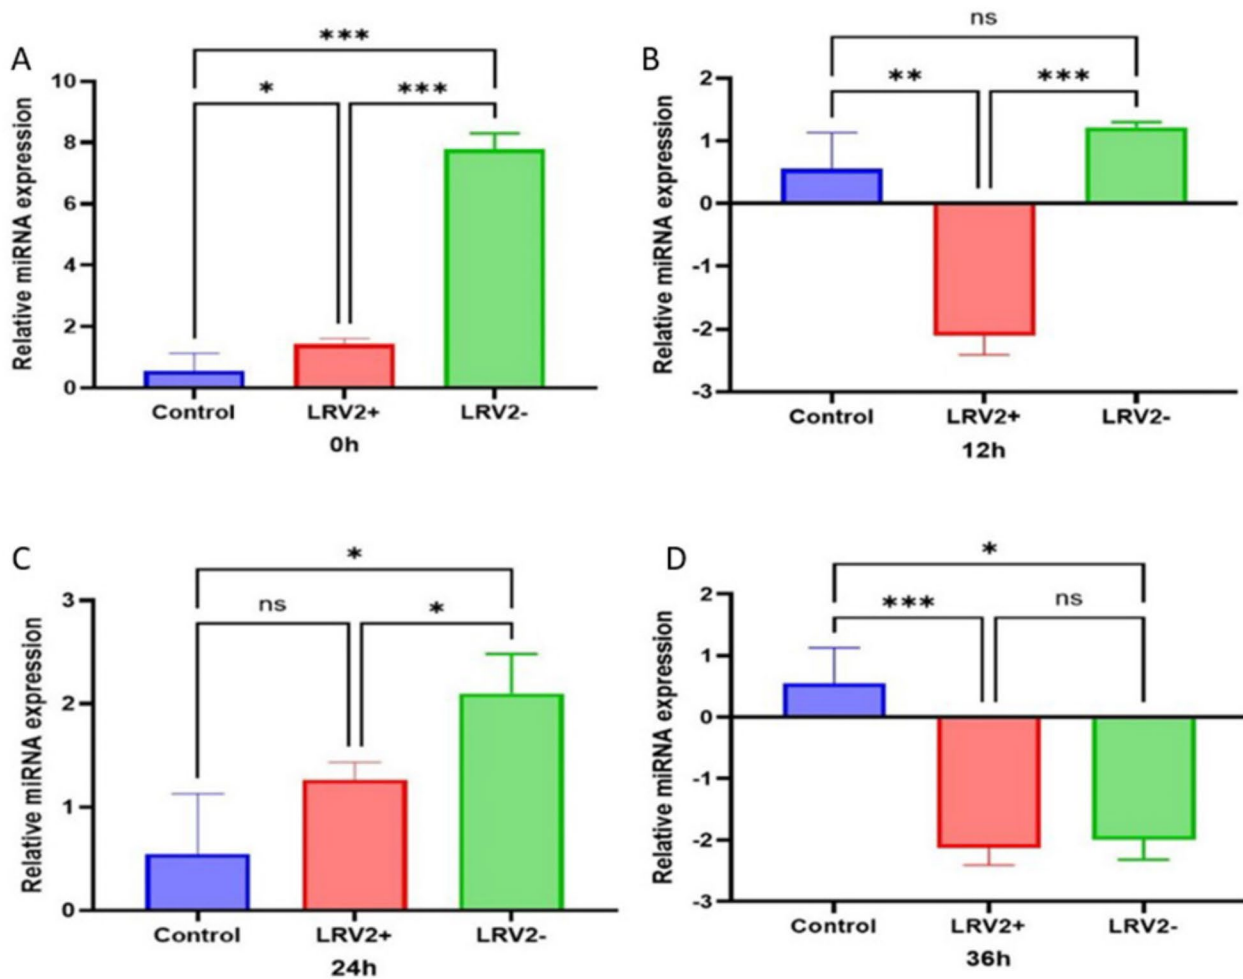 A
Relative miRNA expression
***
*
***
10
8
6
4
2
0
Control
LRV2+
LRV2-
0h
B
Relative miRNA expression
ns
**
***
2
1
0
-1
-2
-3
Control
LRV2+
LRV2-
12h
C
Relative miRNA expression
*
ns
*
3
2
1
0
Control
LRV2+
LRV2-
24h
D
Relative miRNA expression
*
***
ns
2
1
0
-1
-2
-3
Control
LRV2+
LRV2-
36h